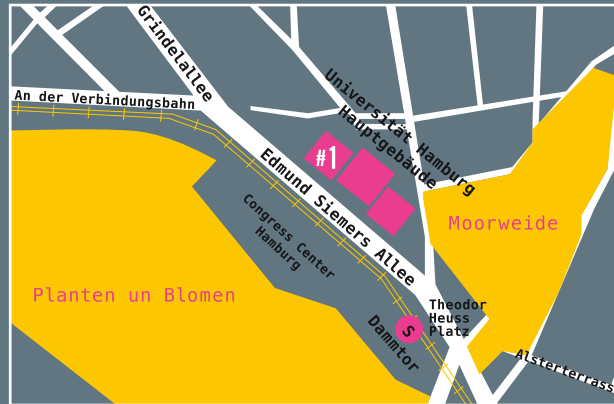 Grindelallee
An der Verbindungsbahn
Universität Hamburg
Hauptgebäude
#1
Edmund Siemers Allee
Congress Center
Hamburg
Moorweide
Planten un Blomen
Theodor
Heuss
Platz
S
Dammtor
Alsterterrass